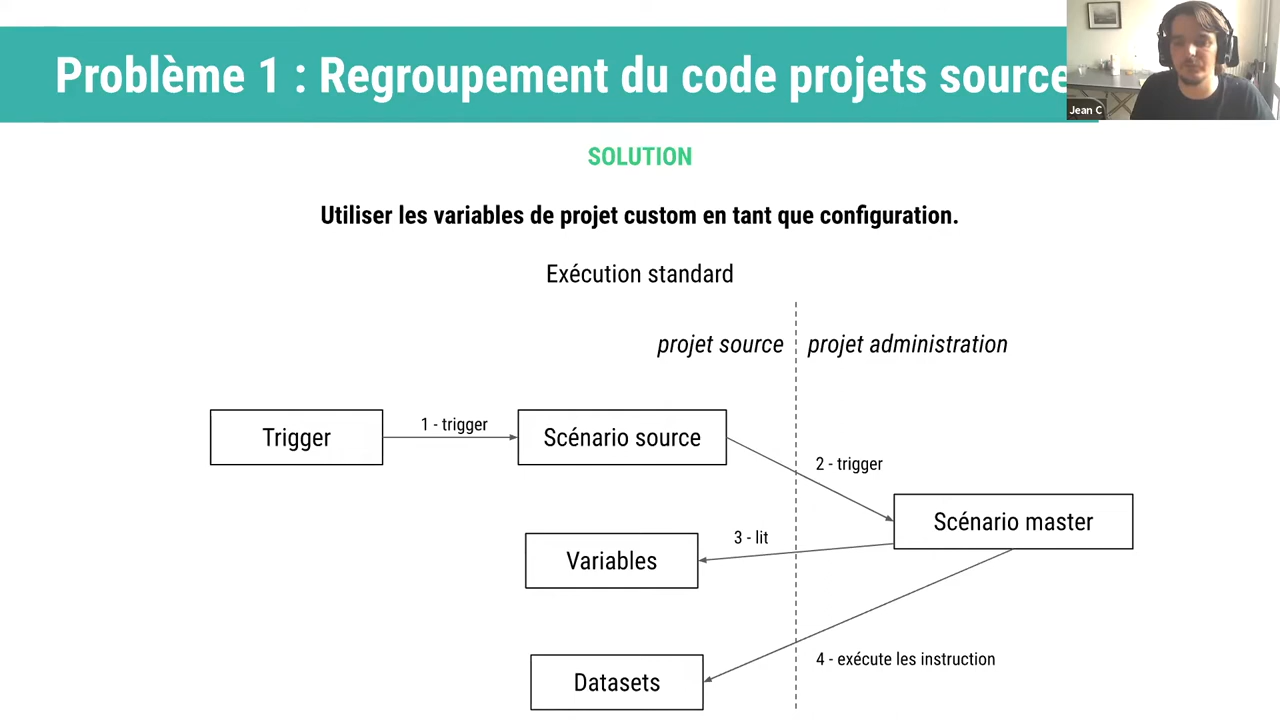 Problème 1 : Regroupement du code projets source
Jean C
SOLUTION
Utiliser les variables de projet custom en tant que configuration.
Exécution standard
projet source
projet administration
Trigger
1 - trigger
Scénario source
2 - trigger
Scénario master
3 - lit
Variables
4 - exécute les instruction
Datasets